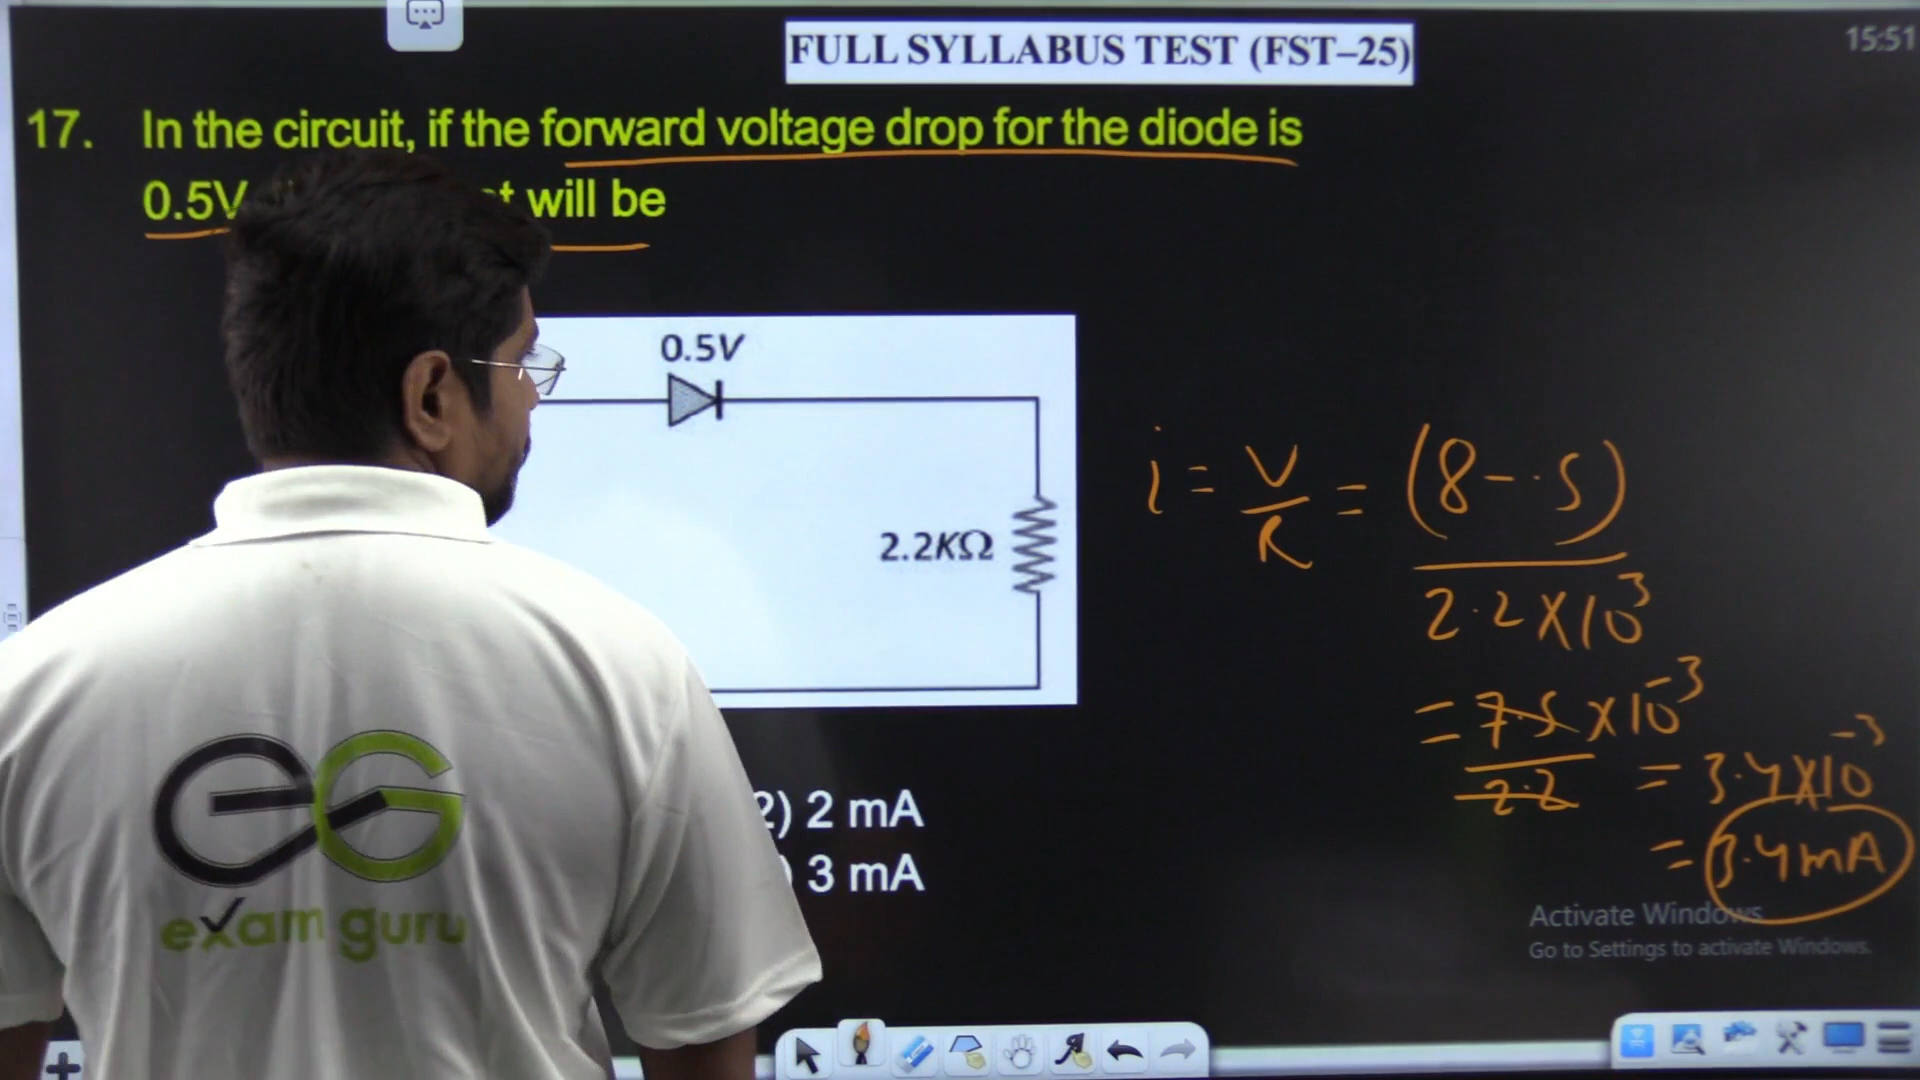 FULL SYLLABUS TEST (FST–25)
15:51
17. In the circuit, if the forward voltage drop for the diode is
0.5V will be
0.5V
2.2KΩ
i = V/R = (8-.5)
2.2×10³
= 7.5×10⁻³
2.2
= 3.4×10⁻³
= 3.4mA
2) 2 mA
) 3 mA
Activate Windows
Go to Settings to activate Windows.
eG
exam guru